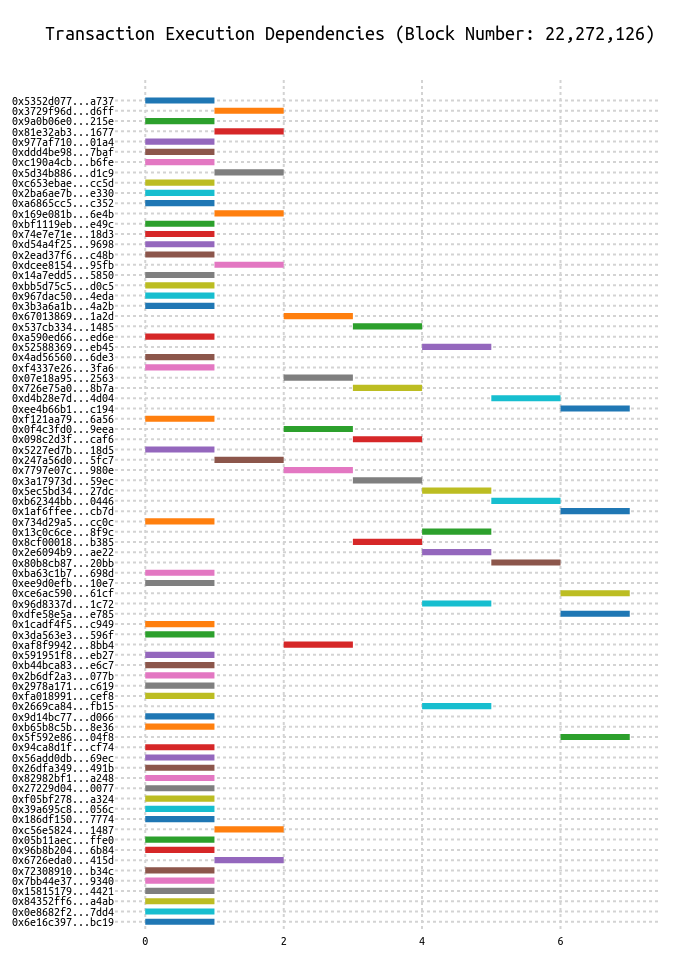 Transaction Execution Dependencies (Block Number: 22,272,126)
0x5352d077...a737
0x3729f96d...d6ff
0x9a0b06e0...215e
0x81e32ab3...1677
0x977af710...01a4
0xddd4be98...7baf
0xc190a4cb...b6fe
0x5d34b886...d1c9
0xc653ebae...cc5d
0x2ba6ae7b...e330
0xa6865cc5...c352
0x169e081b...6e4b
0xbf1119eb...e49c
0x74e7e71e...18d3
0xd54a4f25...9698
0x2ead37f6...c48b
0xdcee8154...95fb
0x14a7edd5...5850
0xbb5d75c5...d0c5
0x967dac50...4eda
0x3b3a6a1b...4a2b
0x67013869...1a2d
0x537cb334...1485
0xa590ed66...ed6e
0x52588369...eb45
0x4ad56560...6de3
0xf4337e26...3fa6
0x07e18a95...2563
0x726e75a0...8b7a
0xd4b28e7d...4d04
0xee4b66b1...c194
0xf121aa79...6a56
0x0f4c3fd0...9eea
0x098c2d3f...caf6
0x5227ed7b...18d5
0x247a56d0...5fc7
0x7797e07c...980e
0x3a17973d...59ec
0x5ec5bd34...27dc
0xb62344bb...0446
0x1af6ffee...cb7d
0x734d29a5...cc0c
0x13c0c6ce...8f9c
0x8cf00018...b385
0x2e6094b9...ae22
0x80b8cb87...20bb
0xba63c1b7...698d
0xee9d0efb...10e7
0xce6ac590...61cf
0x96d8337d...1c72
0xdfe58e5a...e785
0x1cadf4f5...c949
0x3da563e3...596f
0xaf8f9942...8bb4
0x591951f8...eb27
0xb44bca83...e6c7
0x2b6df2a3...077b
0x2978a171...c619
0xfa018991...cef8
0x2669ca84...fb15
0x9d14bc77...d066
0xb65b8c5b...8e36
0x5f592e86...04f8
0x94ca8d1f...cf74
0x56add0db...69ec
0x26dfa349...491b
0x82982bf1...a248
0x27229d04...0077
0xf05bf278...a324
0x39a695c8...056c
0x186df150...7774
0xc56e5824...1487
0x05b11aec...ffe0
0x96b8b204...6b84
0x6726eda0...415d
0x72308910...b34c
0x7bb44e37...9340
0x15815179...4421
0x84352ff6...a4ab
0x0e8682f2...7dd4
0x6e16c397...bc19
0 2 4 6